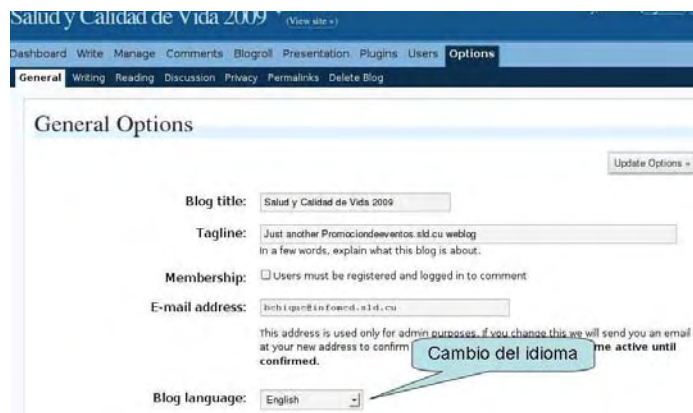 Salud y Calidad de Vida 2009 (View site »)
Dashboard Write Manage Comments Blogroll Presentation Plugins Users Options
General Writing Reading Discussion Privacy Permalinks Delete Blog
General Options
Update Options »
Blog title: Salud y Calidad de Vida 2009
Tagline: Just another Promociondeeventos.sld.cu weblog
In a few words, explain what this blog is about.
Membership: Users must be registered and logged in to comment
E-mail address: bchique@infomed.sld.cu
This address is used only for admin purposes. If you change this we will send you an email
at your new address to confirm me active until
confirmed.
Cambio del idioma
Blog language: English